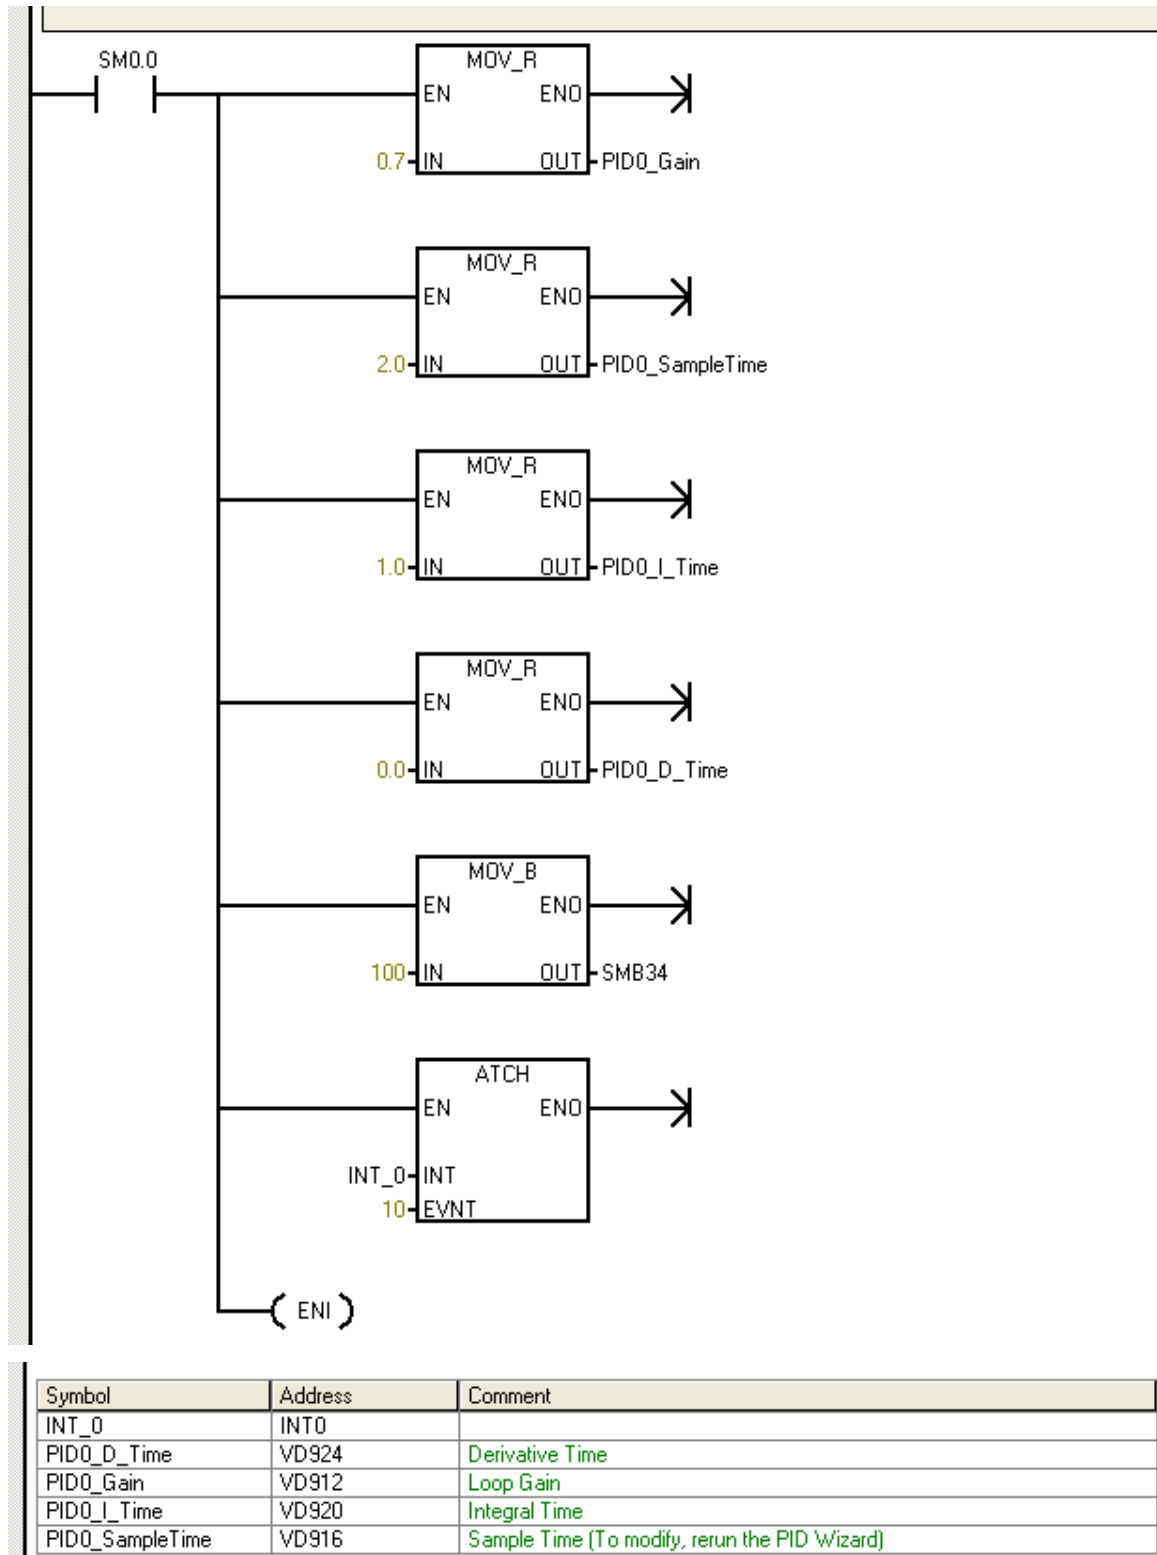 SM0.0
MOV_R
EN ENO
0.7 IN OUT PID0_Gain
MOV_R
EN ENO
2.0 IN OUT PID0_SampleTime
MOV_R
EN ENO
1.0 IN OUT PID0_I_Time
MOV_R
EN ENO
0.0 IN OUT PID0_D_Time
MOV_B
EN ENO
100 IN OUT SMB34
ATCH
EN ENO
INT_0 INT
10 EVNT
ENI
Symbol Address Comment
INT_0 INT0
PID0_D_Time VD924 Derivative Time
PID0_Gain VD912 Loop Gain
PID0_I_Time VD920 Integral Time
PID0_SampleTime VD916 Sample Time (To modify, rerun the PID Wizard)